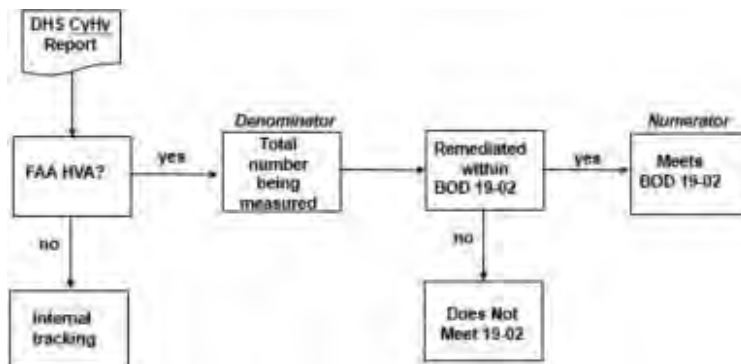 DHS CyHy
Report
Denominator
Numerator
FAA HVA?
yes
Total
number
being
measured
Remediated
within
BOD 19-02
yes
Meets
BOD 19-02
no
no
Internal
tracking
Does Not
Meet 19-02